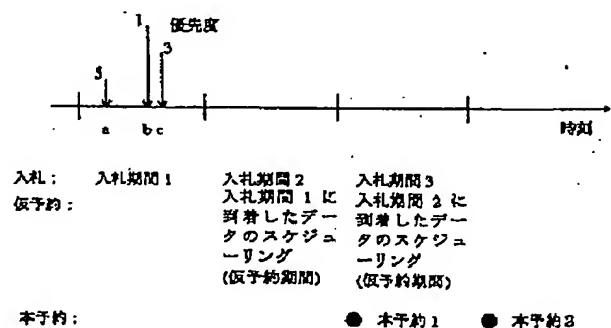 1 優先度
3
5
a b c 時刻
入札： 入札期間1 入札期間2 入札期間3
仮予約： 入札期間1に 入札期間2に
到着したデー 到着したデー
タのスケジュ タのスケジュ
ーリング ーリング
(仮予約期間) (仮予約期間)
本予約： ● 本予約1 ● 本予約2